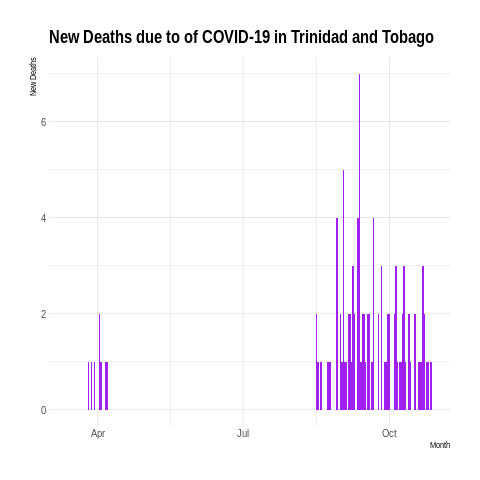 New Deaths due to of COVID-19 in Trinidad and Tobago
New Deaths
6
4
2
0
Apr Jul Oct
Month